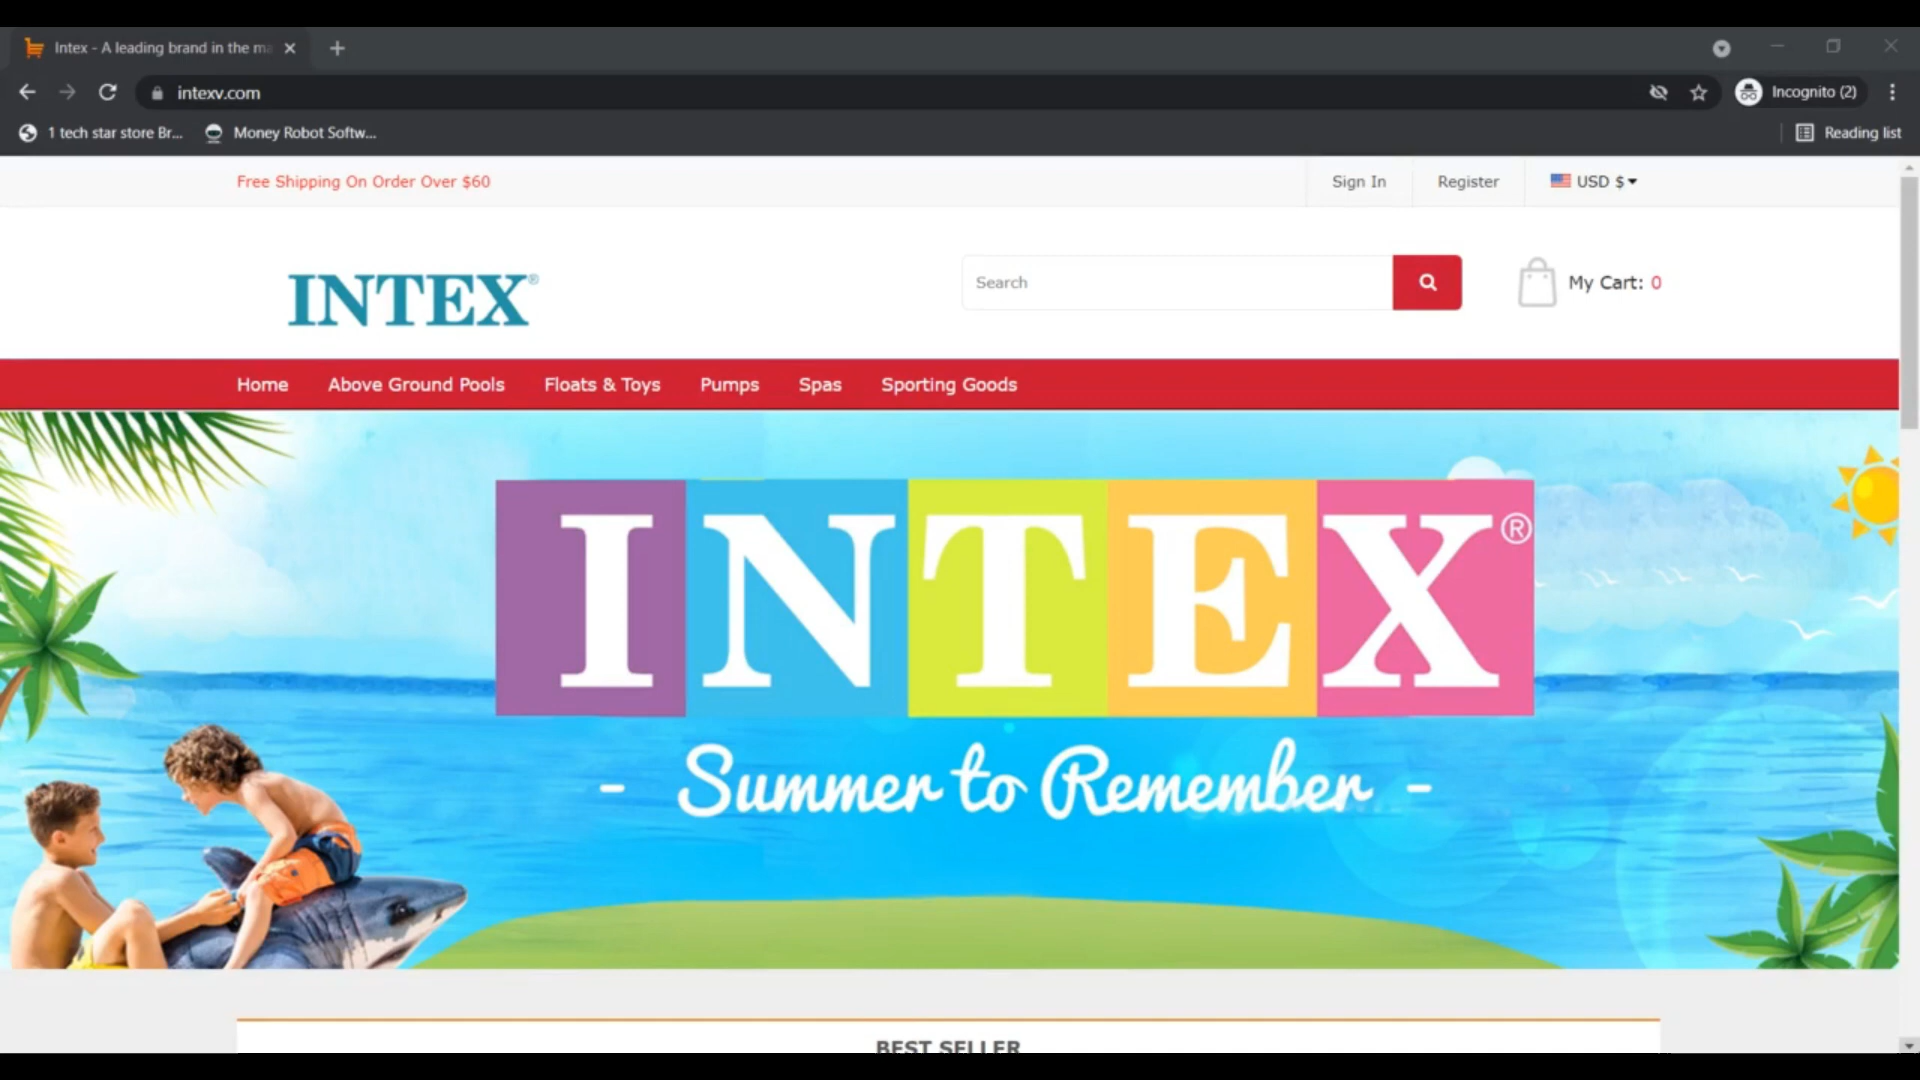 Intex - A leading brand in the ma
intexv.com
Incognito (2)
1 tech star store Br...
Money Robot Softw...
Reading list
Free Shipping On Order Over $60
Sign In
Register
USD $
INTEX®
Search
My Cart: 0
Home
Above Ground Pools
Floats & Toys
Pumps
Spas
Sporting Goods
INTEX®
- Summer to Remember -
BEST SELLER